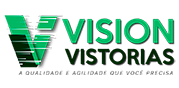 VISION
VISTORIAS
A QUALIDADE E AGILIDADE QUE VOCÊ PRECISA